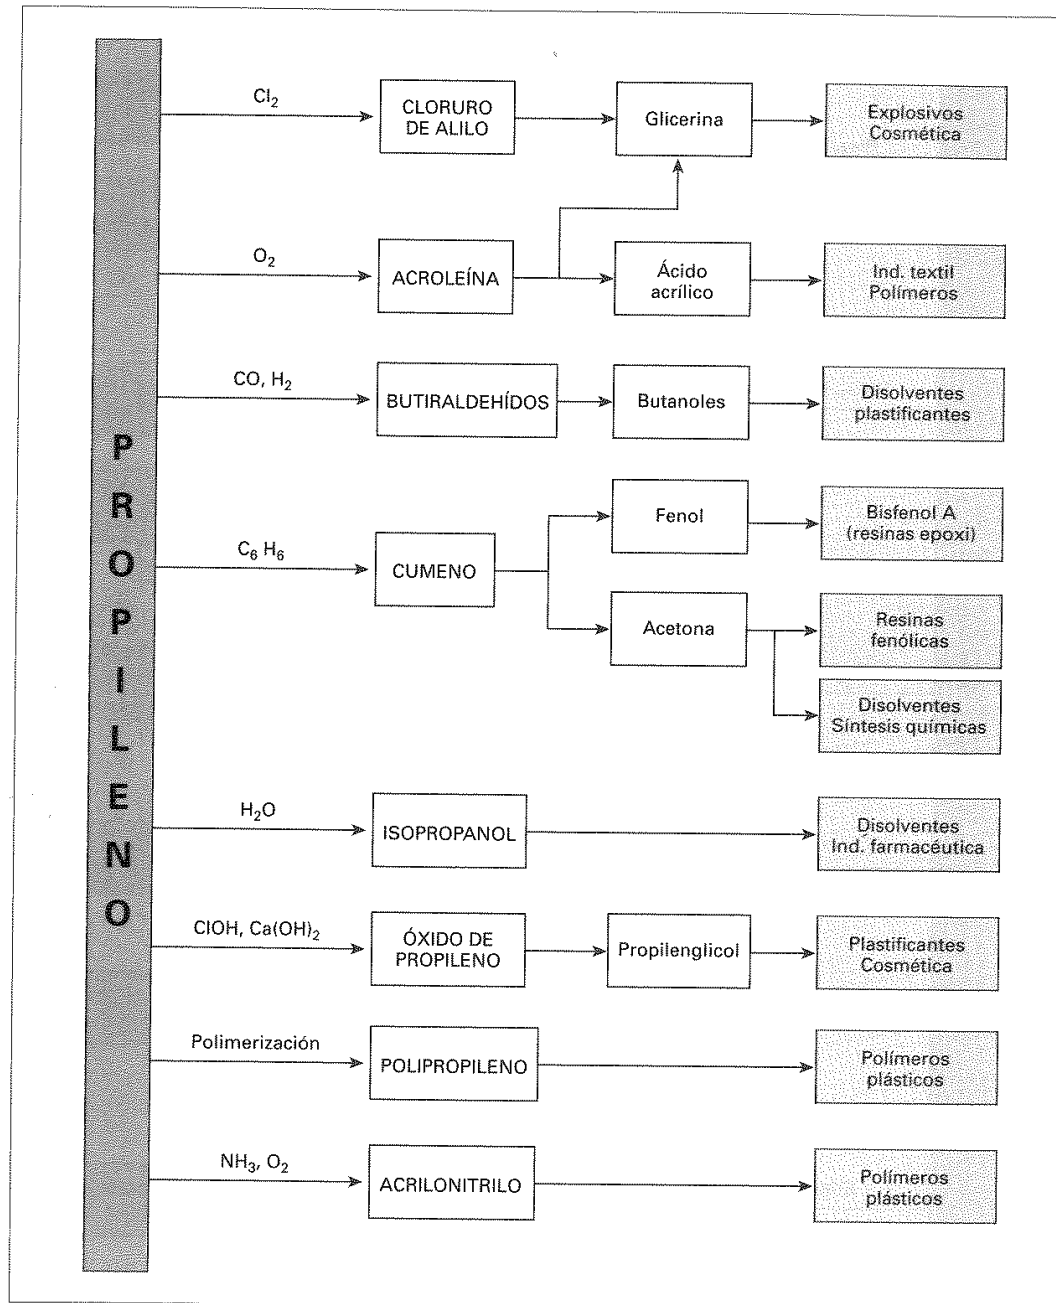 PROPILENO
Cl₂
CLORURO
DE ALILO
Glicerina
Explosivos
Cosmética
O₂
ACROLEÍNA
Ácido
acrílico
Ind. textil
Polímeros
CO, H₂
BUTIRALDEHÍDOS
Butanoles
Disolventes
plastificantes
C₆ H₆
CUMENO
Fenol
Bisfenol A
(resinas epoxi)
Acetona
Resinas
fenólicas
Disolventes
Síntesis químicas
H₂O
ISOPROPANOL
Disolventes
Ind. farmacéutica
ClOH, Ca(OH)₂
ÓXIDO DE
PROPILENO
Propilenglicol
Plastificantes
Cosmética
Polimerización
POLIPROPILENO
Polímeros
plásticos
NH₃, O₂
ACRILONITRILO
Polímeros
plásticos